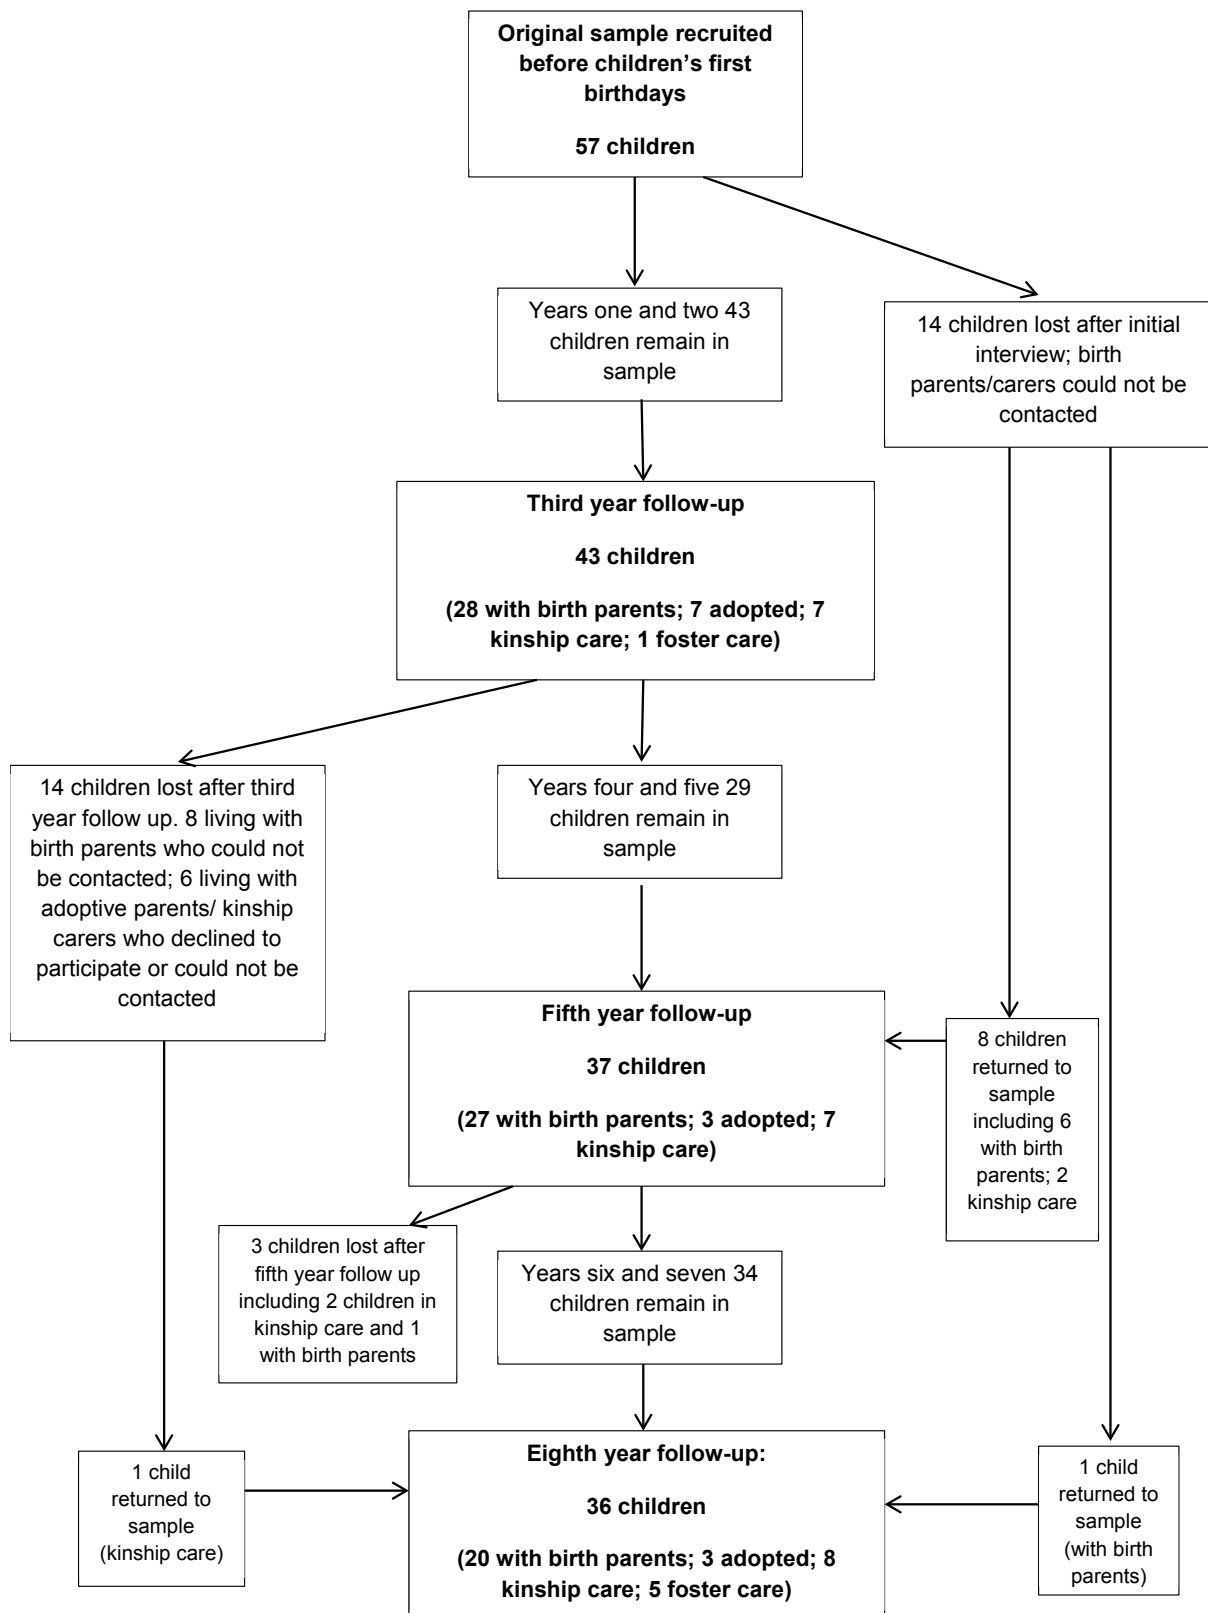 Original sample recruited
before children’s first
birthdays
57 children
Years one and two 43
children remain in
sample
14 children lost after initial
interview; birth
parents/carers could not be
contacted
Third year follow-up
43 children
(28 with birth parents; 7 adopted; 7
kinship care; 1 foster care)
14 children lost after third
year follow up. 8 living with
birth parents who could not
be contacted; 6 living with
adoptive parents/ kinship
carers who declined to
participate or could not be
contacted
Years four and five 29
children remain in
sample
Fifth year follow-up
37 children
(27 with birth parents; 3 adopted; 7
kinship care)
8 children
returned to
sample
including 6
with birth
parents; 2
kinship care
3 children lost after
fifth year follow up
including 2 children in
kinship care and 1
with birth parents
Years six and seven 34
children remain in
sample
1 child
returned to
sample
(kinship care)
Eighth year follow-up:
36 children
(20 with birth parents; 3 adopted; 8
kinship care; 5 foster care)
1 child
returned to
sample
(with birth
parents)